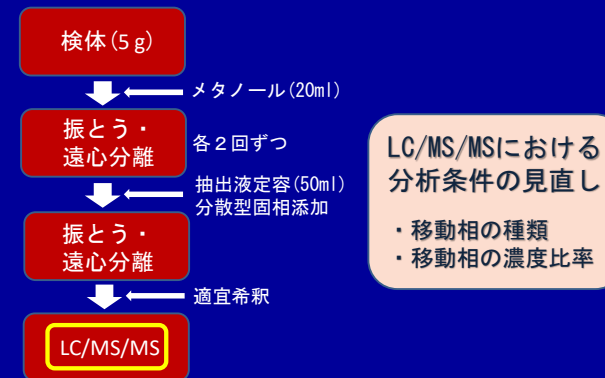 検体(5 g)
メタノール(20ml)
振とう・
遠心分離
各２回ずつ
抽出液定容(50ml)
分散型固相添加
振とう・
遠心分離
適宜希釈
LC/MS/MS
LC/MS/MSにおける
分析条件の見直し
・移動相の種類
・移動相の濃度比率